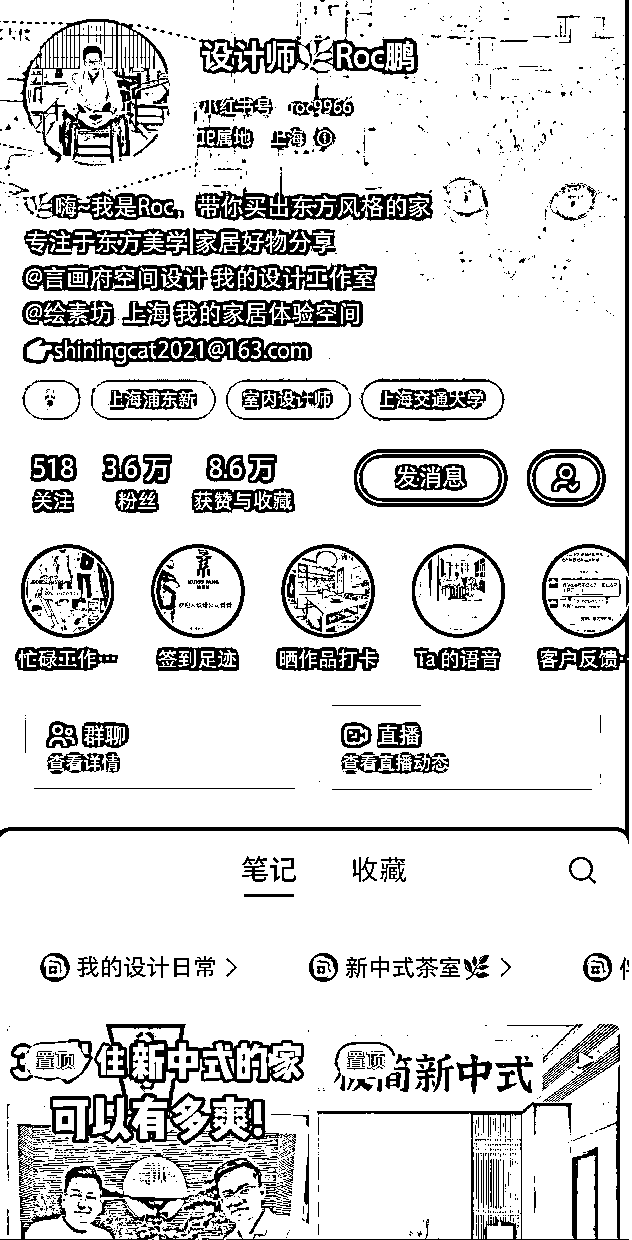 设计师🌿Roc鹏
小红书号 roc9966
IP属地 上海
🌿嗨~我是Roc，带你买出东方风格的家
专注于东方美学|家居好物分享
@言画府空间设计 我的设计工作室
@绘素坊 上海 我的家居体验空间
👉shiningcat2021@163.com
上海浦东新 室内设计师 上海交通大学
518 3.6万 8.6万 发消息
关注 粉丝 获赞与收藏
忙碌工作… 签到足迹 晒作品打卡 Ta的语音 客户反馈…
群聊 直播
查看详情 查看直播动态
笔记 收藏
我的设计日常 新中式茶室🌿
置顶 住新中式的家
可以有多爽！
置顶 极简新中式